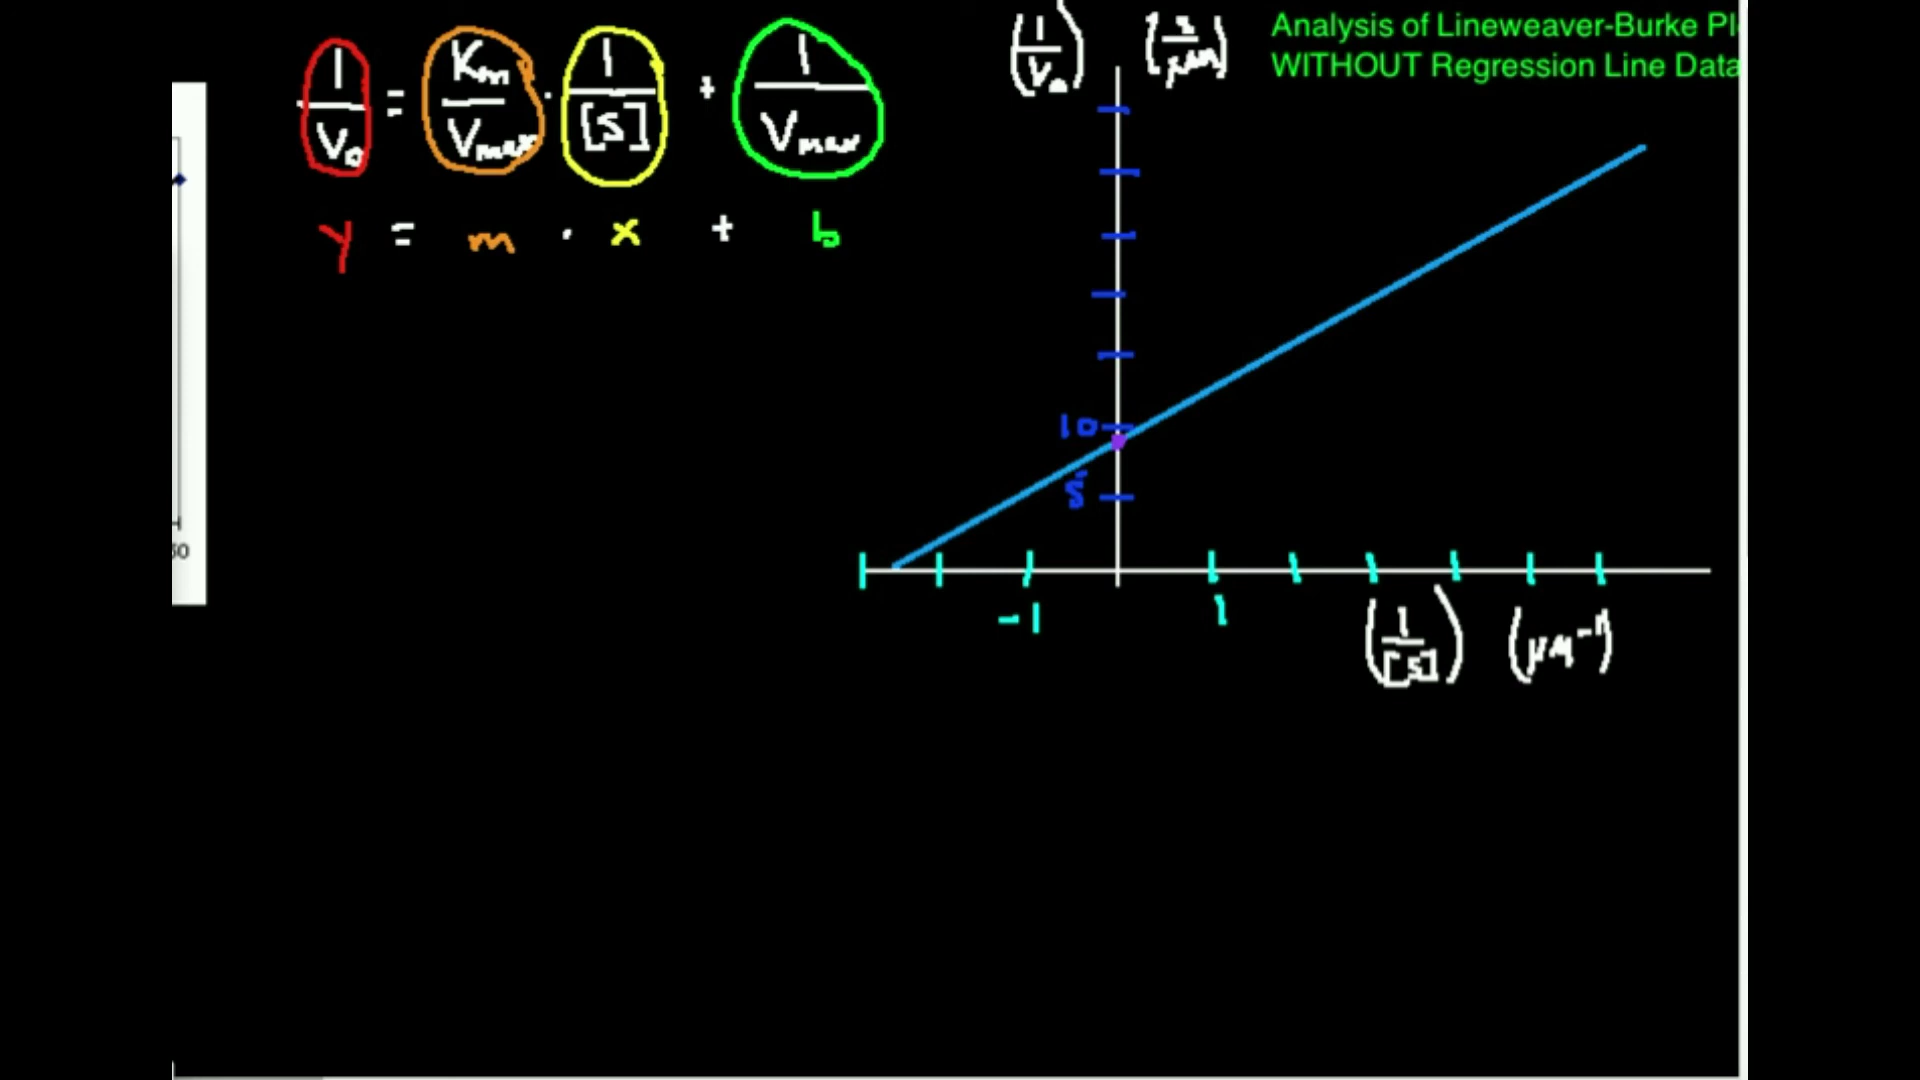 Analysis of Lineweaver-Burke Pl
WITHOUT Regression Line Data
1/V₀ = Km/Vmax · 1/[S] + 1/Vmax
y = m · x + b
(1/V₀) (s/μM)
10
5
-1 1
(1/[S]) (μM⁻¹)
50